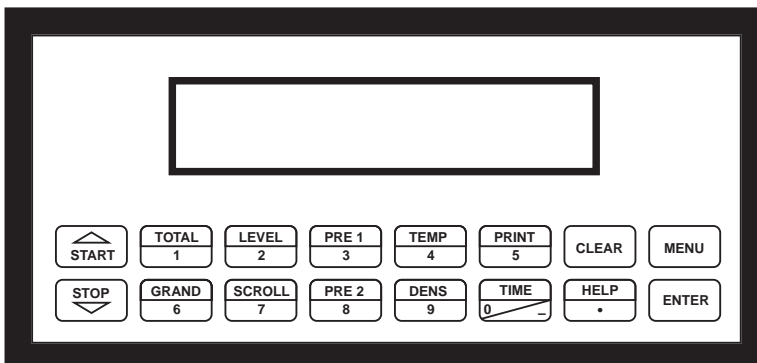 START TOTAL 1 LEVEL 2 PRE 1 3 TEMP 4 PRINT 5 CLEAR MENU
STOP GRAND 6 SCROLL 7 PRE 2 8 DENS 9 TIME 0 – HELP • ENTER